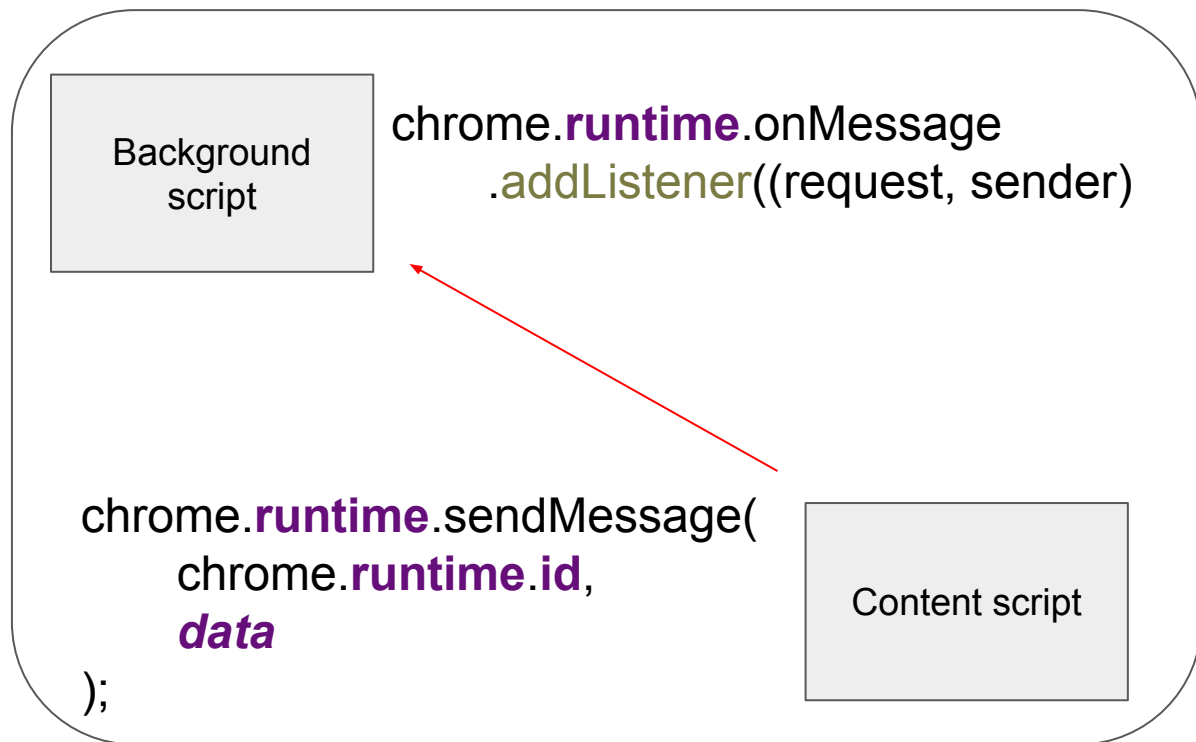 Background
script
chrome.runtime.onMessage
.addListener((request, sender)
chrome.runtime.sendMessage(
chrome.runtime.id,
data
);
Content script